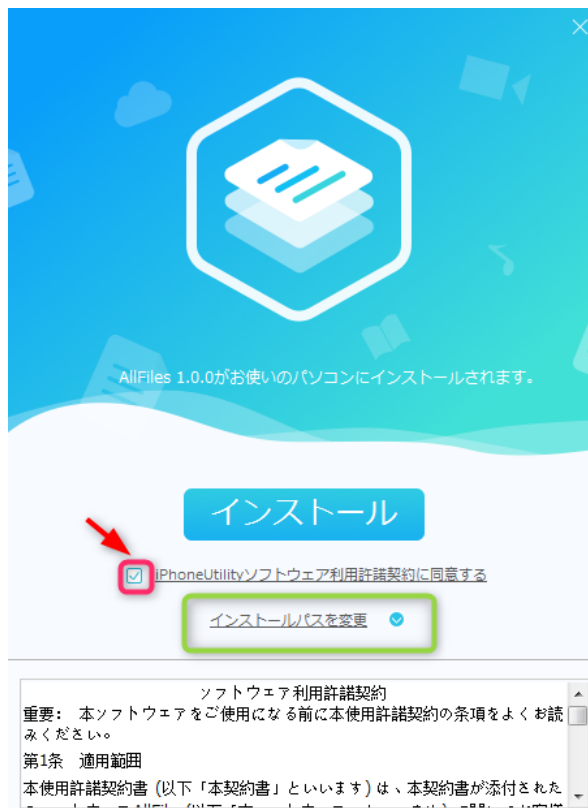 AllFiles 1.0.0がお使いのパソコンにインストールされます。
インストール
iPhoneUtilityソフトウェア利用許諾契約に同意する
インストールパスを変更
ソフトウエア利用許諾契約
重要: 本ソフトウェアをご使用になる前に本使用許諾契約の条項をよくお読
みください。
第1条 適用範囲
本使用許諾契約書 (以下「本契約書」といいます) は、本契約書が添付された